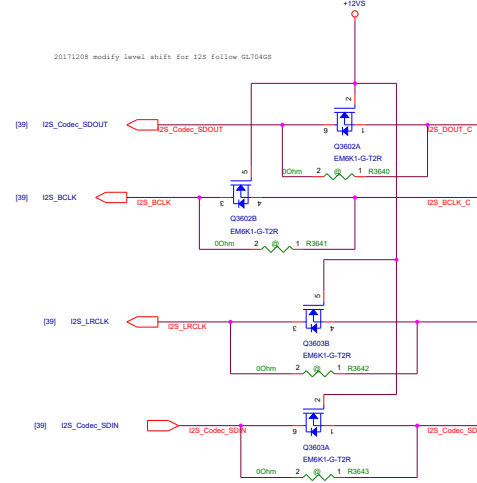 +12VS
20171208 modify level shift for I2S follow GL704GS
2
[39] I2S_Codec_SDOUT I2S_Codec_SDOUT 6 1 I2S_DOUT_C
Q3602A
EM6K1-G-T2R
5
0Ohm 2 @ 1 R3640
[39] I2S_BCLK I2S_BCLK 3 4 I2S_BCLK_C
Q3602B
EM6K1-G-T2R
0Ohm 2 @ 1 R3641
5
[39] I2S_LRCLK I2S_LRCLK 3 4
Q3603B
EM6K1-G-T2R
0Ohm 2 @ 1 R3642
2
[39] I2S_Codec_SDIN I2S_Codec_SDIN 6 1 I2S_Codec_SD
Q3603A
EM6K1-G-T2R
0Ohm 2 @ 1 R3643